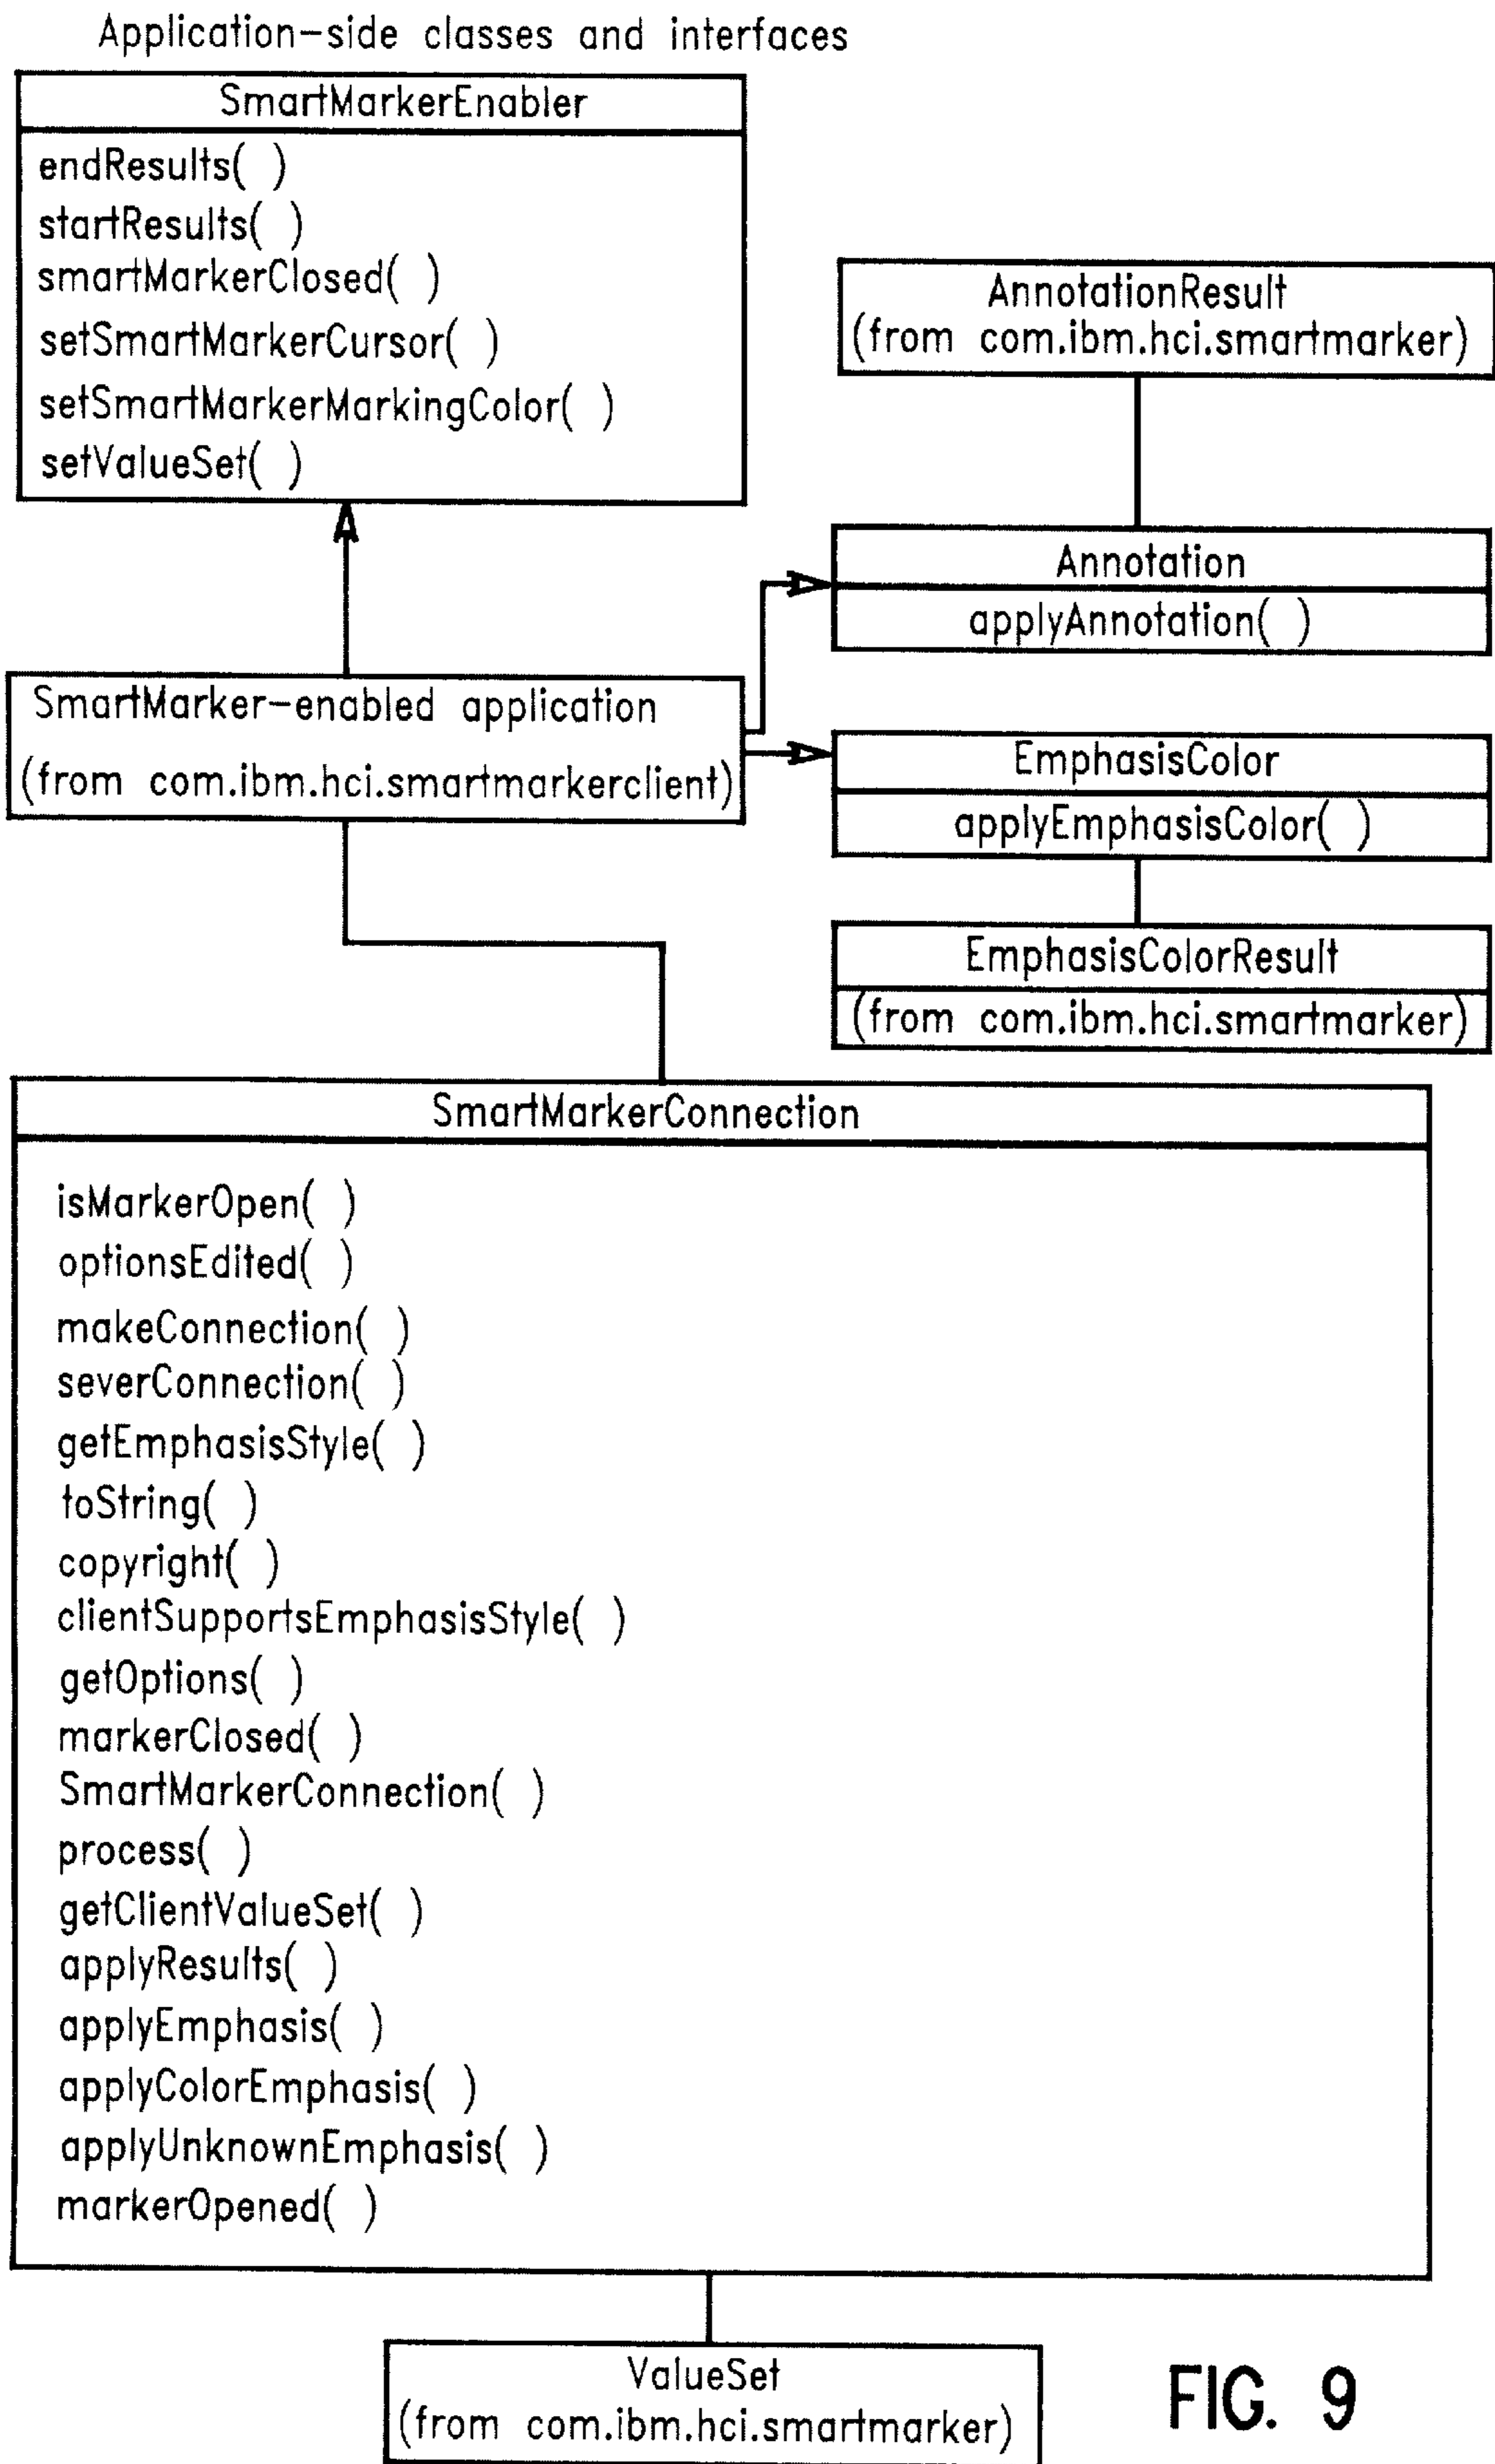 Application-side classes and interfaces
SmartMarkerEnabler
endResults( )
startResults( )
smartMarkerClosed( )
setSmartMarkerCursor( )
setSmartMarkerMarkingColor( )
setValueSet( )
AnnotationResult
(from com.ibm.hci.smartmarker)
Annotation
applyAnnotation( )
SmartMarker-enabled application
(from com.ibm.hci.smartmarkerclient)
EmphasisColor
applyEmphasisColor( )
EmphasisColorResult
(from com.ibm.hci.smartmarker)
SmartMarkerConnection
isMarkerOpen( )
optionsEdited( )
makeConnection( )
severConnection( )
getEmphasisStyle( )
toString( )
copyright( )
clientSupportsEmphasisStyle( )
getOptions( )
markerClosed( )
SmartMarkerConnection( )
process( )
getClientValueSet( )
applyResults( )
applyEmphasis( )
applyColorEmphasis( )
applyUnknownEmphasis( )
markerOpened( )
ValueSet
(from com.ibm.hci.smartmarker)
FIG. 9